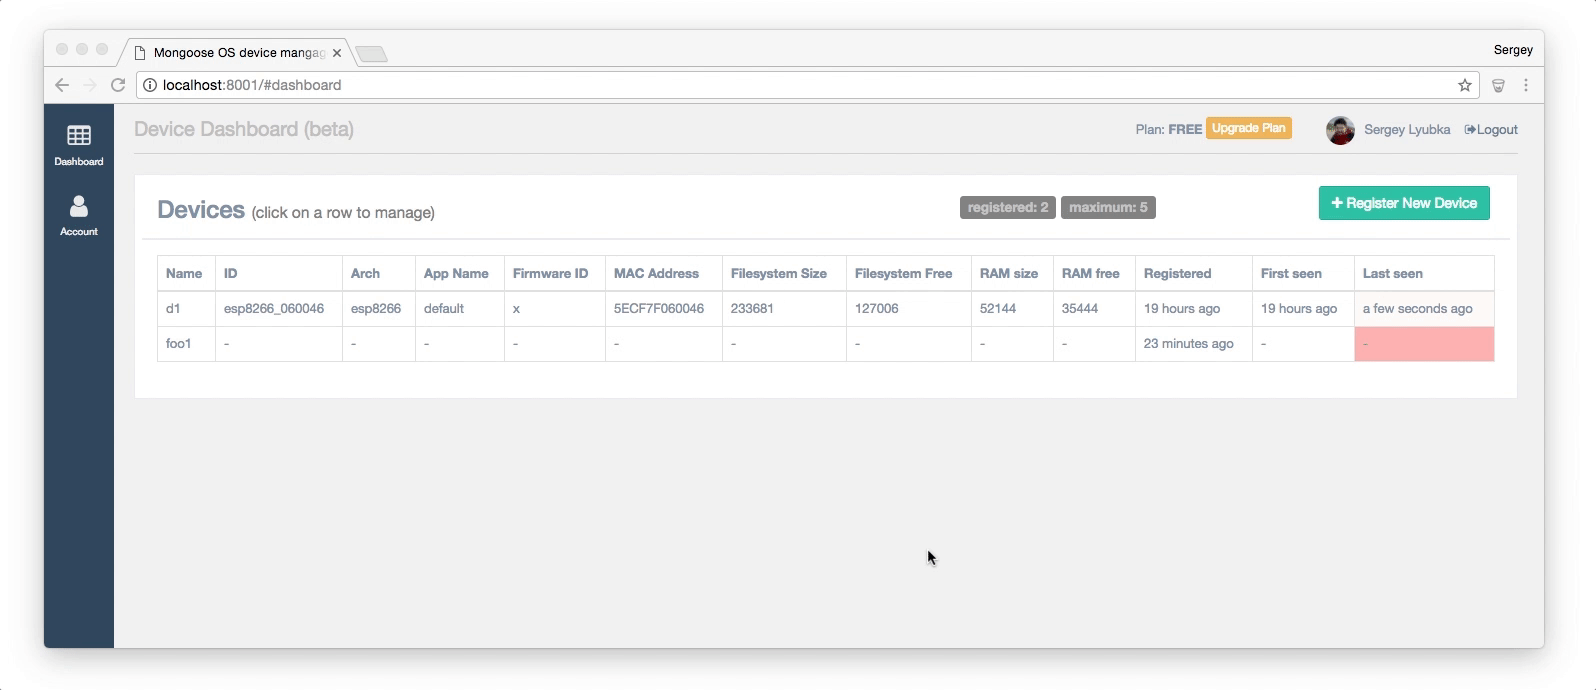 Mongoose OS device mangag
Sergey
localhost:8001/#dashboard
Device Dashboard (beta)
Plan: FREE Upgrade Plan
Sergey Lyubka Logout
Dashboard
Account
Devices (click on a row to manage)
registered: 2 maximum: 5
+ Register New Device
Name ID Arch App Name Firmware ID MAC Address Filesystem Size Filesystem Free RAM size RAM free Registered First seen Last seen
d1 esp8266_060046 esp8266 default x 5ECF7F060046 233681 127006 52144 35444 19 hours ago 19 hours ago a few seconds ago
foo1 - - - - - - - - - 23 minutes ago - -